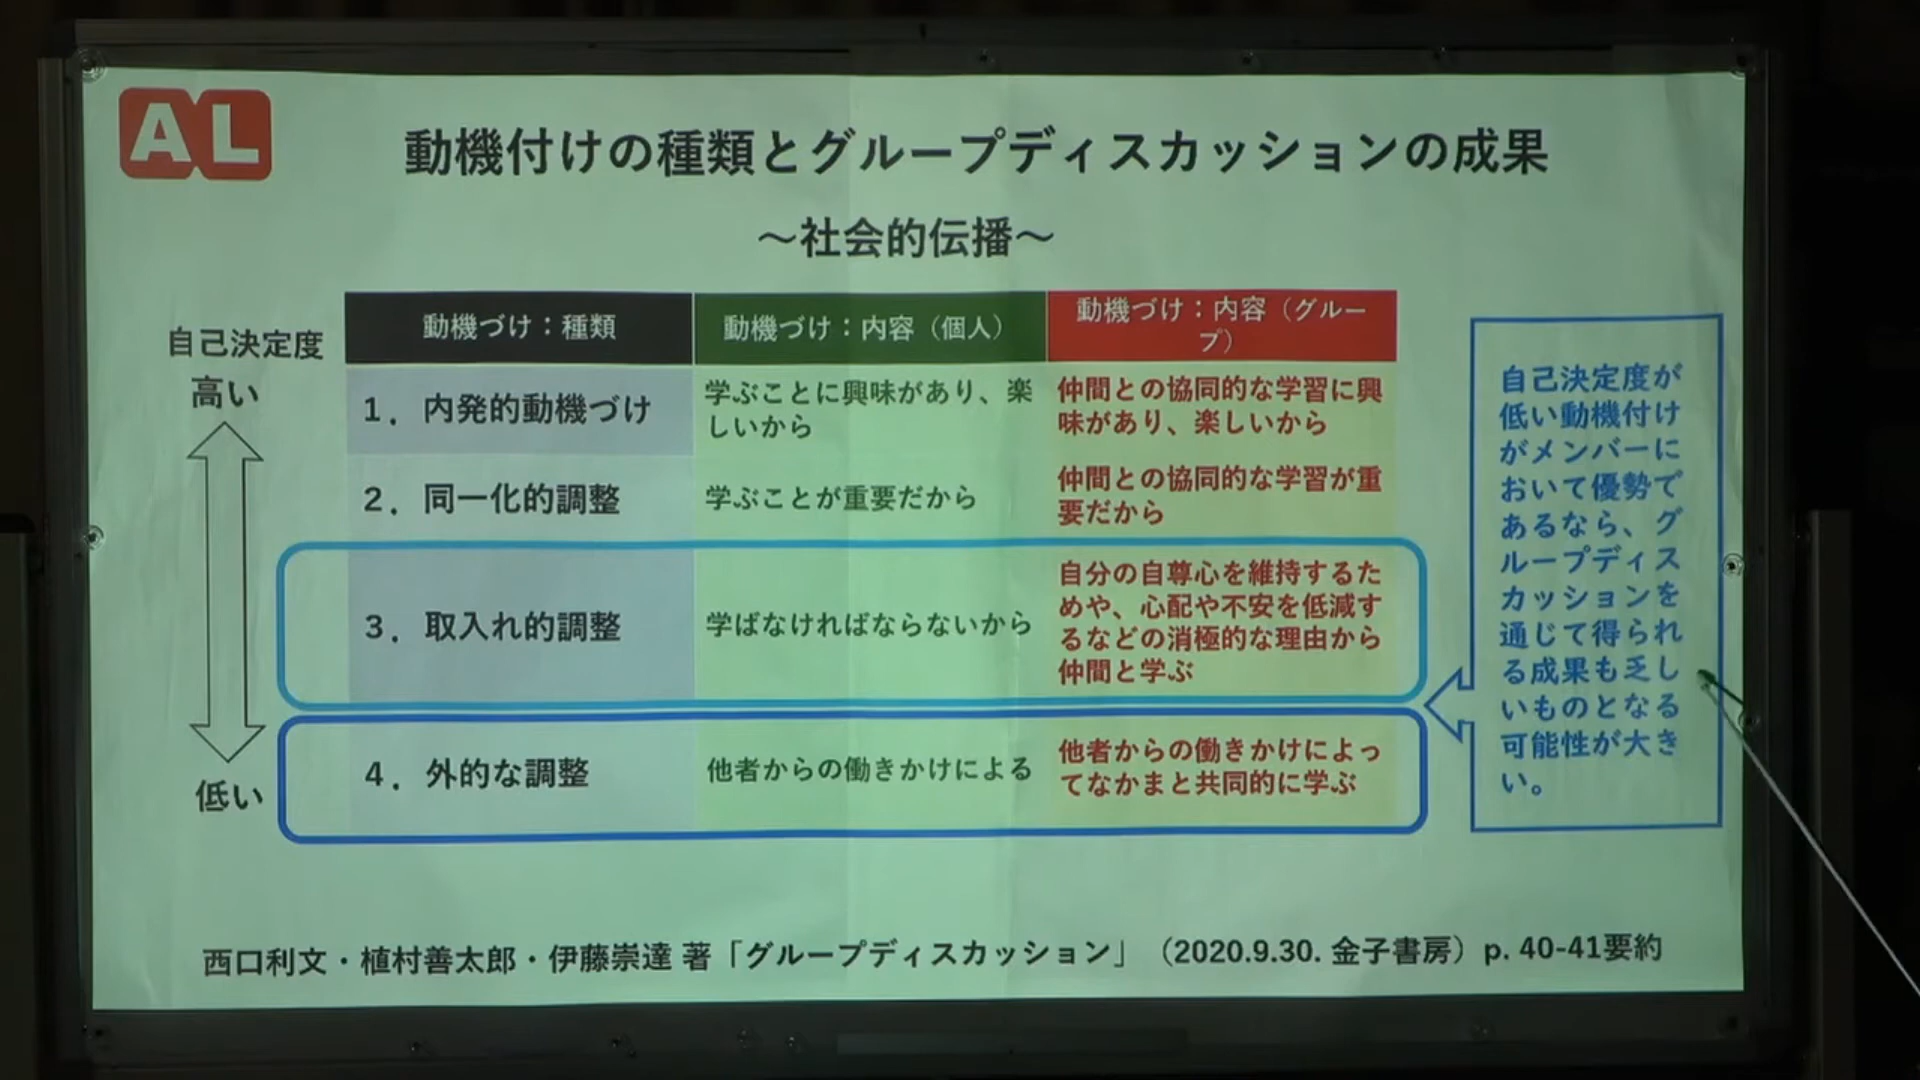 AL
動機付けの種類とグループディスカッションの成果
～社会的伝播～
自己決定度
高い
低い
動機づけ：種類
動機づけ：内容（個人）
動機づけ：内容（グルー
プ）
1．内発的動機づけ
学ぶことに興味があり、楽
しいから
仲間との協同的な学習に興
味があり、楽しいから
2．同一化的調整
学ぶことが重要だから
仲間との協同的な学習が重
要だから
3．取入れ的調整
学ばなければならないから
自分の自尊心を維持するた
めや、心配や不安を低減す
るなどの消極的な理由から
仲間と学ぶ
4．外的な調整
他者からの働きかけによる
他者からの働きかけによっ
てなかまと共同的に学ぶ
自己決定度が
低い動機付け
がメンバーに
おいて優勢で
あるなら、グ
ループディス
カッションを
通じて得られ
る成果も乏し
いものとなる
可能性が大き
い。
西口利文・植村善太郎・伊藤崇達 著「グループディスカッション」（2020.9.30. 金子書房）p. 40-41要約